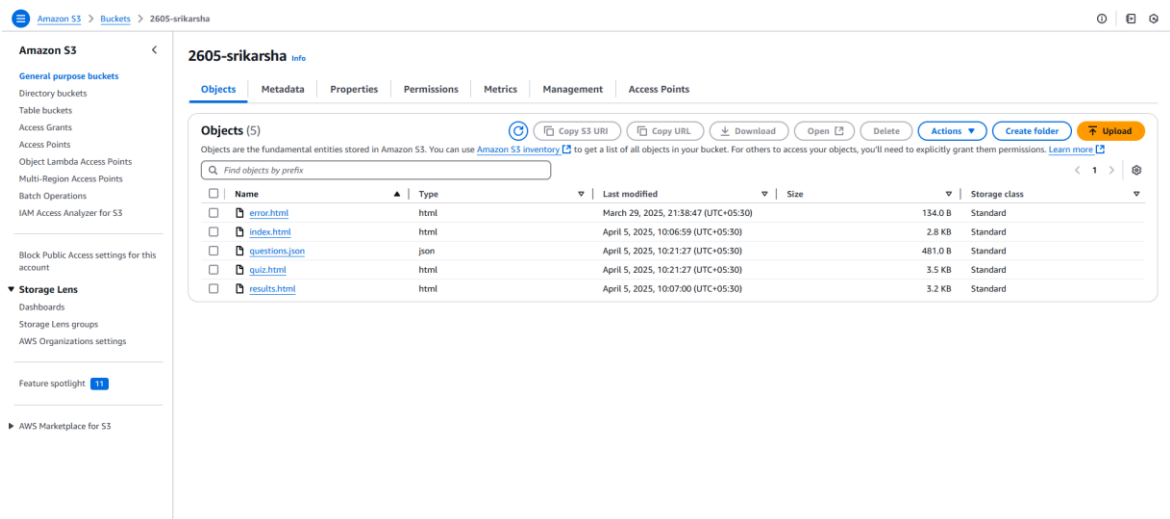 Amazon S3 > Buckets > 2605-srikarsha
Amazon S3
General purpose buckets
Directory buckets
Table buckets
Access Grants
Access Points
Object Lambda Access Points
Multi-Region Access Points
Batch Operations
IAM Access Analyzer for S3
Block Public Access settings for this
account
Storage Lens
Dashboards
Storage Lens groups
AWS Organizations settings
Feature spotlight 11
AWS Marketplace for S3
2605-srikarsha Info
Objects Metadata Properties Permissions Metrics Management Access Points
Objects (5) Copy S3 URI Copy URL Download Open Delete Actions Create folder Upload
Objects are the fundamental entities stored in Amazon S3. You can use Amazon S3 inventory to get a list of all objects in your bucket. For others to access your objects, you'll need to explicitly grant them permissions. Learn more
Find objects by prefix < 1 >
Name Type Last modified Size Storage class
error.html html March 29, 2025, 21:38:47 (UTC+05:30) 134.0 B Standard
index.html html April 5, 2025, 10:06:59 (UTC+05:30) 2.8 KB Standard
questions.json json April 5, 2025, 10:21:27 (UTC+05:30) 481.0 B Standard
quiz.html html April 5, 2025, 10:21:27 (UTC+05:30) 3.5 KB Standard
results.html html April 5, 2025, 10:07:00 (UTC+05:30) 3.2 KB Standard